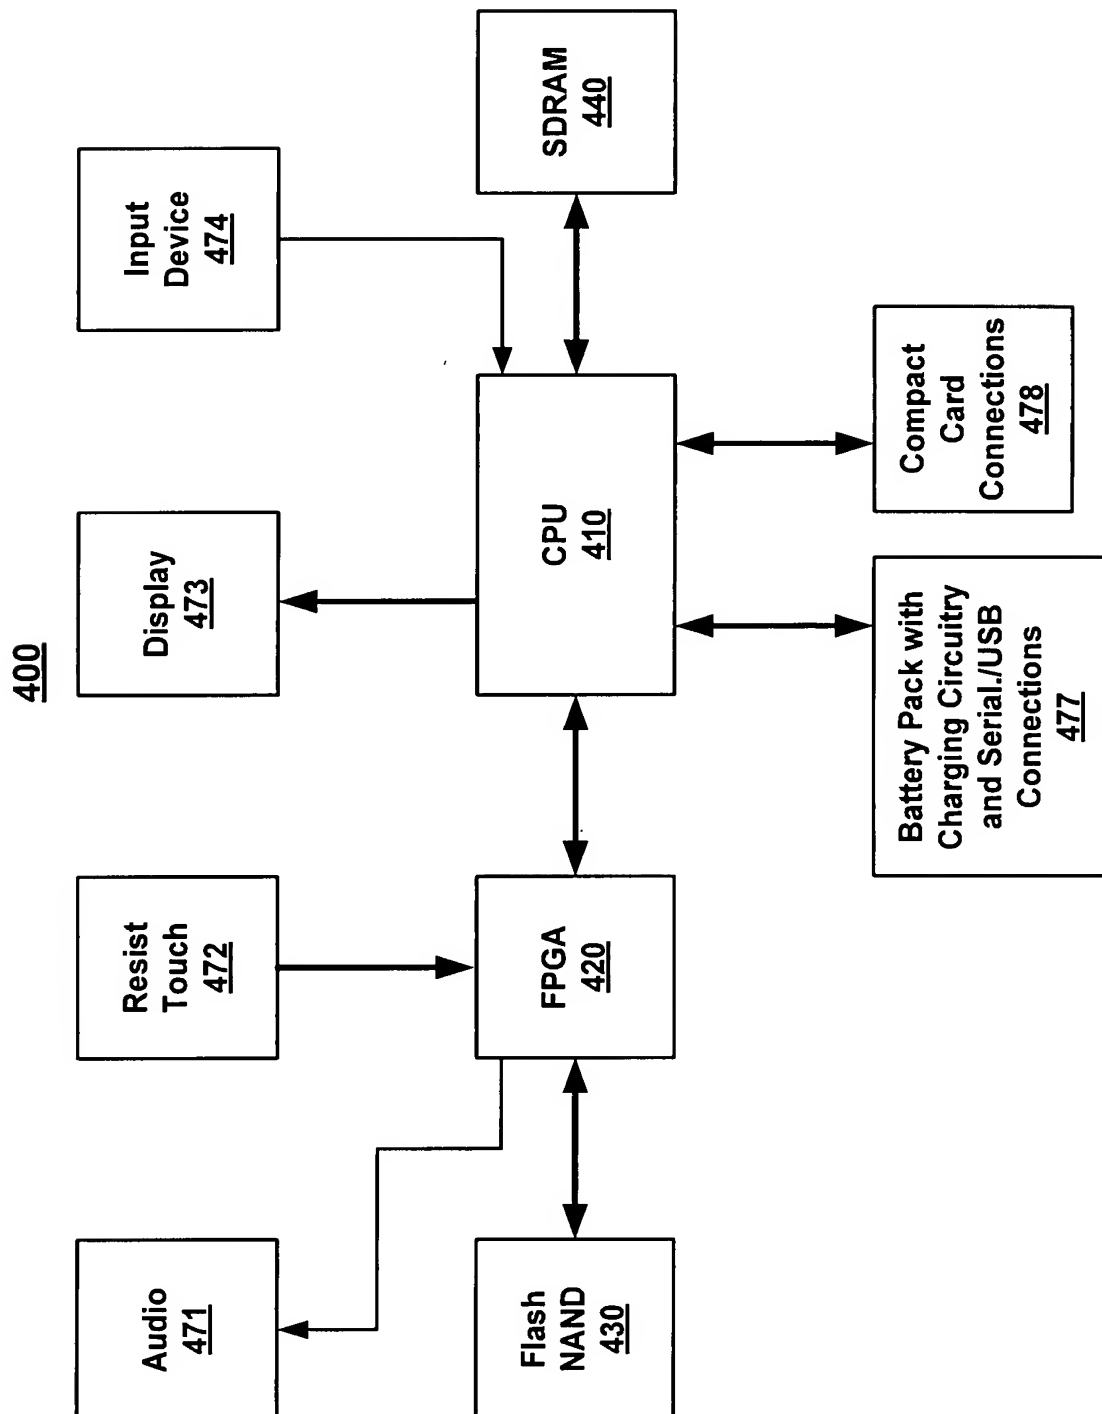 400
Audio
471
Resist
Touch
472
Display
473
Input
Device
474
Flash
NAND
430
FPGA
420
CPU
410
SDRAM
440
Battery Pack with
Charging Circuitry
and Serial./USB
Connections
477
Compact
Card
Connections
478